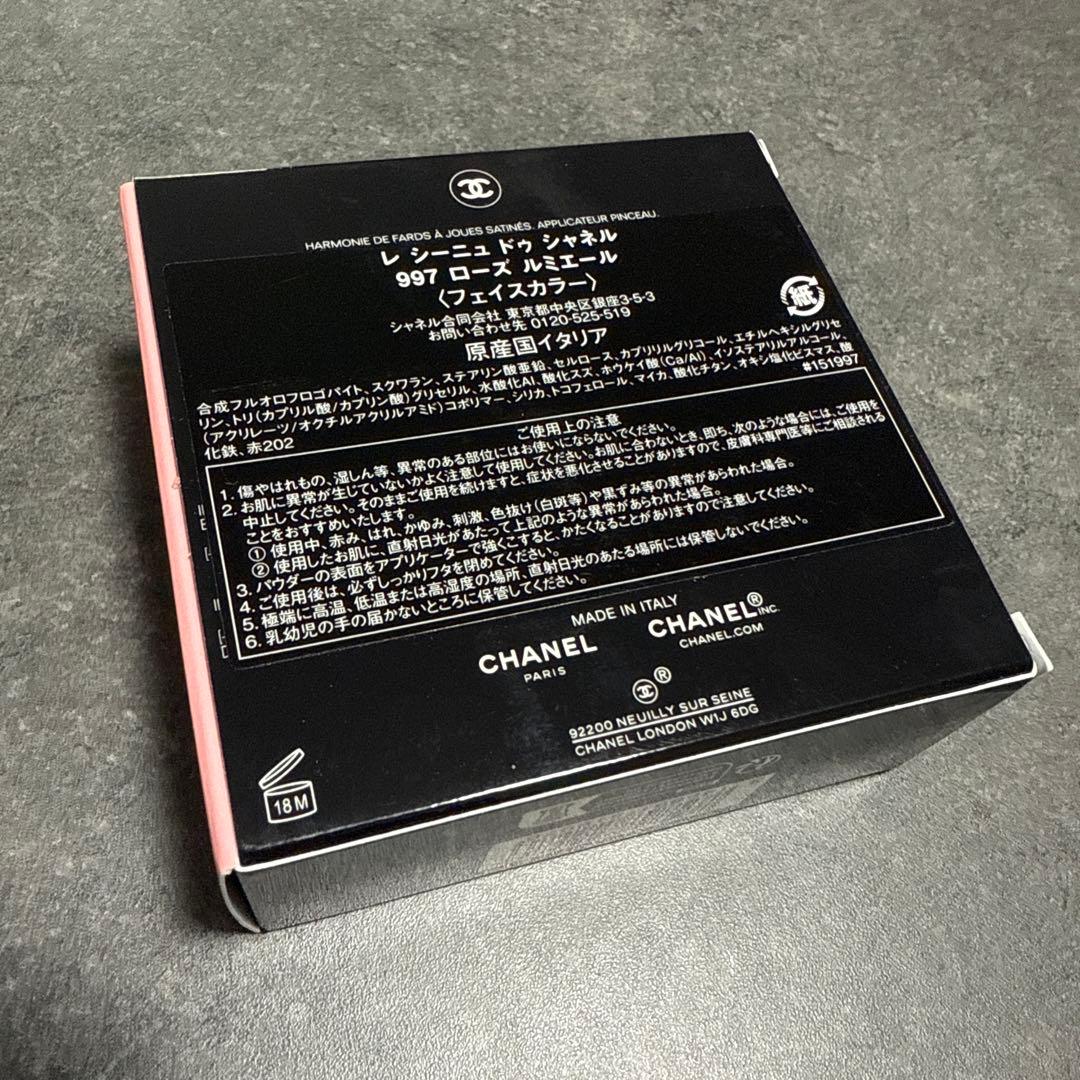 HARMONIE DE FARDS À JOUES SATINÉS. APPLICATEUR PINCEAU.
レ シーニュ ドゥ シャネル
997 ローズ ルミエール
〈フェイスカラー〉
シャネル合同会社 東京都中央区銀座3-5-3
お問い合わせ先 0120-525-519
原産国イタリア
紙
合成フルオロフロゴパイト、スクワラン、ステアリン酸亜鉛、セルロース、カプリリルグリコール、エチルヘキシルグリセ
リン、トリ(カプリル酸/カプリン酸)グリセリル、水酸化Al、酸化スズ、ホウケイ酸(Ca/Al)、イソステアリルアルコール、
(アクリレーツ/オクチルアクリルアミド)コポリマー、シリカ、トコフェロール、マイカ、酸化チタン、オキシ塩化ビスマス、酸
化鉄、赤202
#151997
ご使用上の注意
1. 傷やはれもの、湿しん等、異常のある部位にはお使いにならないでください。
2. お肌に異常が生じていないかよく注意して使用してください。お肌に合わないとき、即ち、次のような場合には、ご使用を
中止してください。そのままご使用を続けますと、症状を悪化させることがありますので、皮膚科専門医等にご相談される
ことをおすすめいたします。
① 使用中、赤み、はれ、かゆみ、刺激、色抜け(白斑等)や黒ずみ等の異常があらわれた場合。
② 使用したお肌に、直射日光があたって上記のような異常があらわれた場合。
3. パウダーの表面をアプリケーターで強くこすると、かたくなることがありますので注意してください。
4. ご使用後は、必ずしっかりフタを閉めてください。
5. 極端に高温、低温または高湿度の場所、直射日光のあたる場所には保管しないでください。
6. 乳幼児の手の届かないところに保管してください。
MADE IN ITALY
CHANEL
PARIS
CHANEL® INC.
CHANEL.COM
®
92200 NEUILLY SUR SEINE
CHANEL LONDON W1J 6DG
18 M